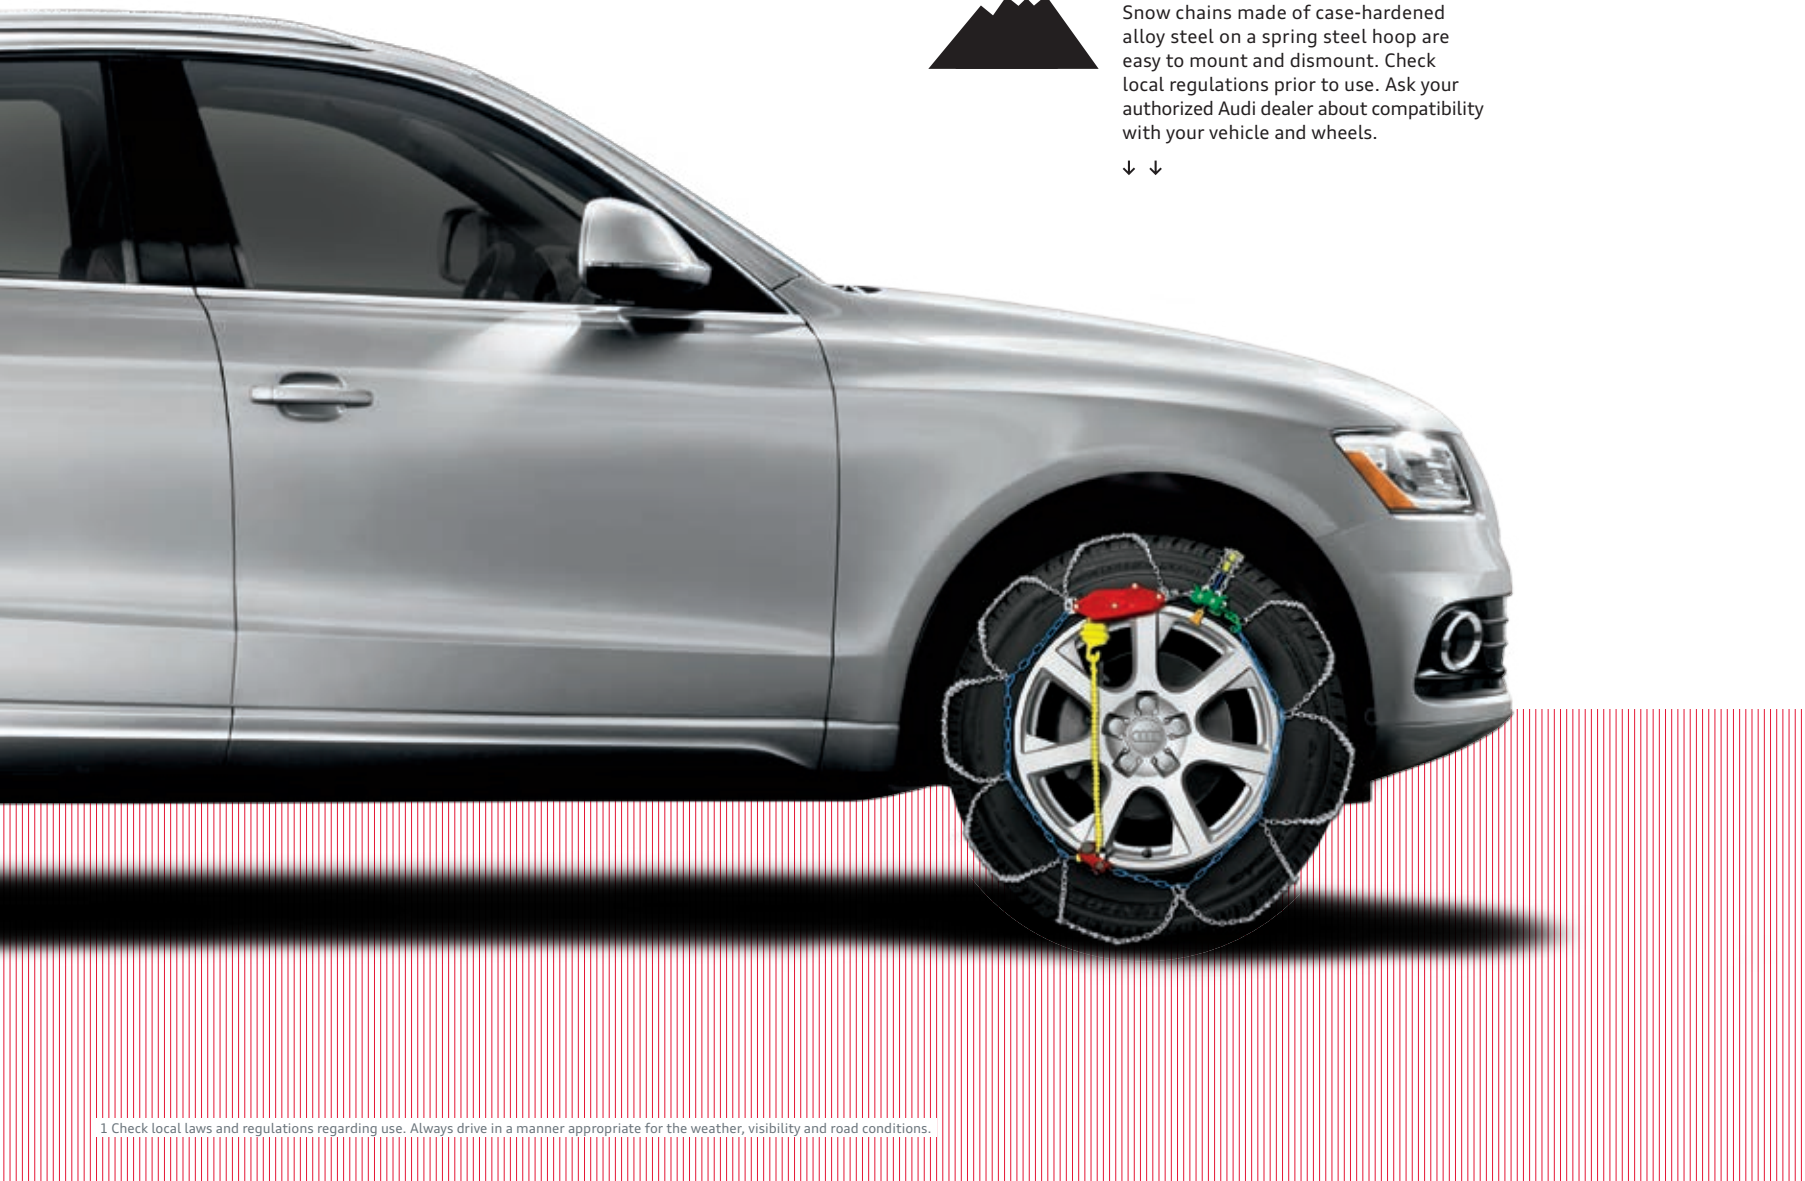 Snow chains made of case-hardened
alloy steel on a spring steel hoop are
easy to mount and dismount. Check
local regulations prior to use. Ask your
authorized Audi dealer about compatibility
with your vehicle and wheels.
↓ ↓
1 Check local laws and regulations regarding use. Always drive in a manner appropriate for the weather, visibility and road conditions.